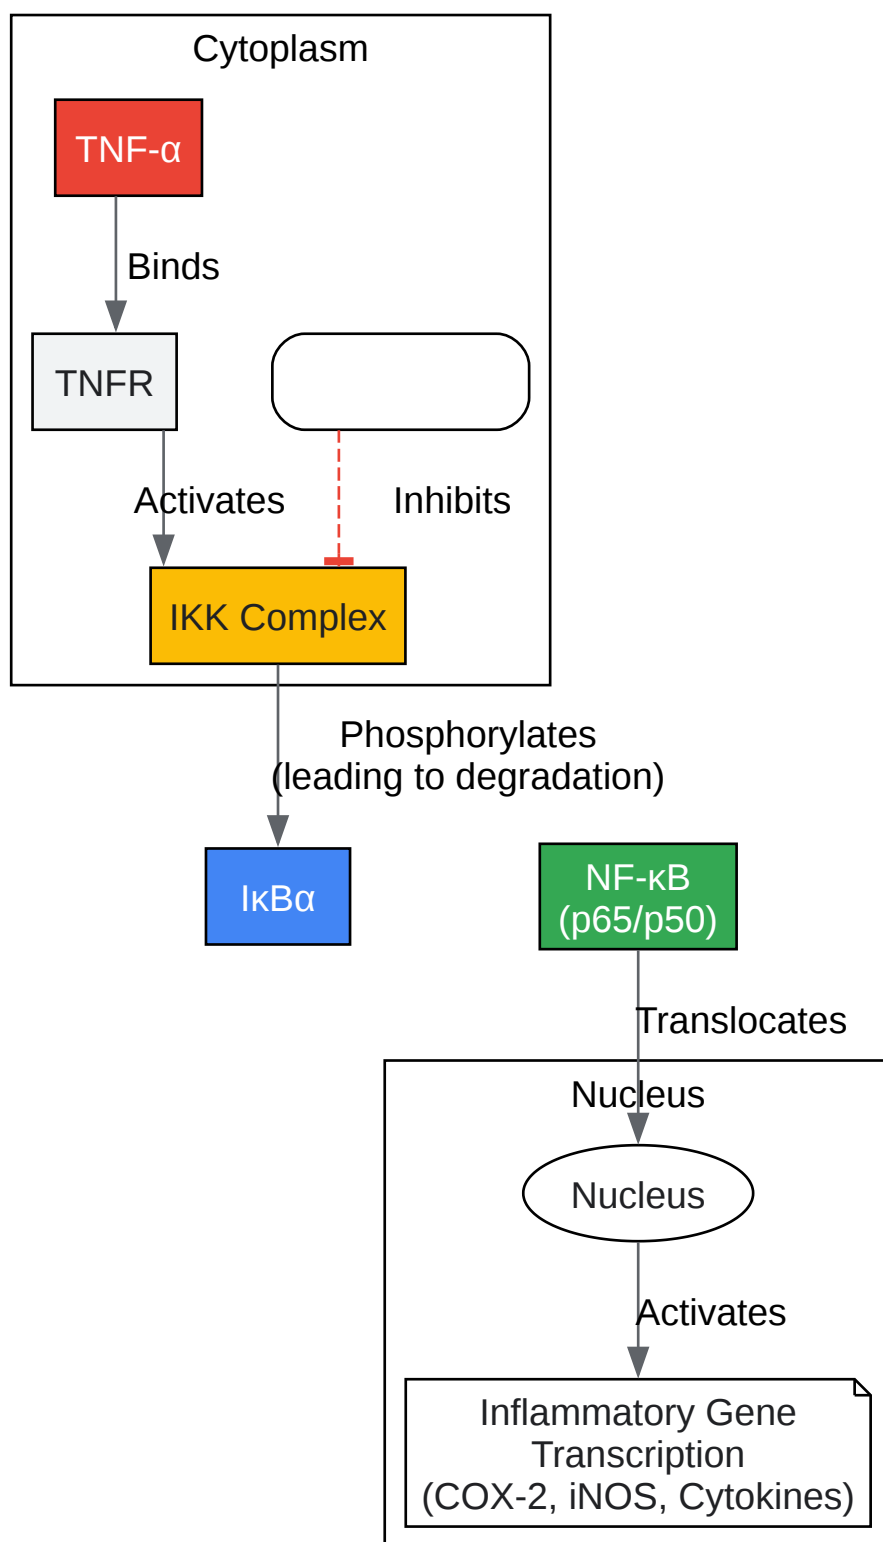 Cytoplasm
TNF-α
Binds
TNFR
Activates
Inhibits
IKK Complex
Phosphorylates
(leading to degradation)
IκBα
NF-κB
(p65/p50)
Translocates
Nucleus
Nucleus
Activates
Inflammatory Gene
Transcription
(COX-2, iNOS, Cytokines)